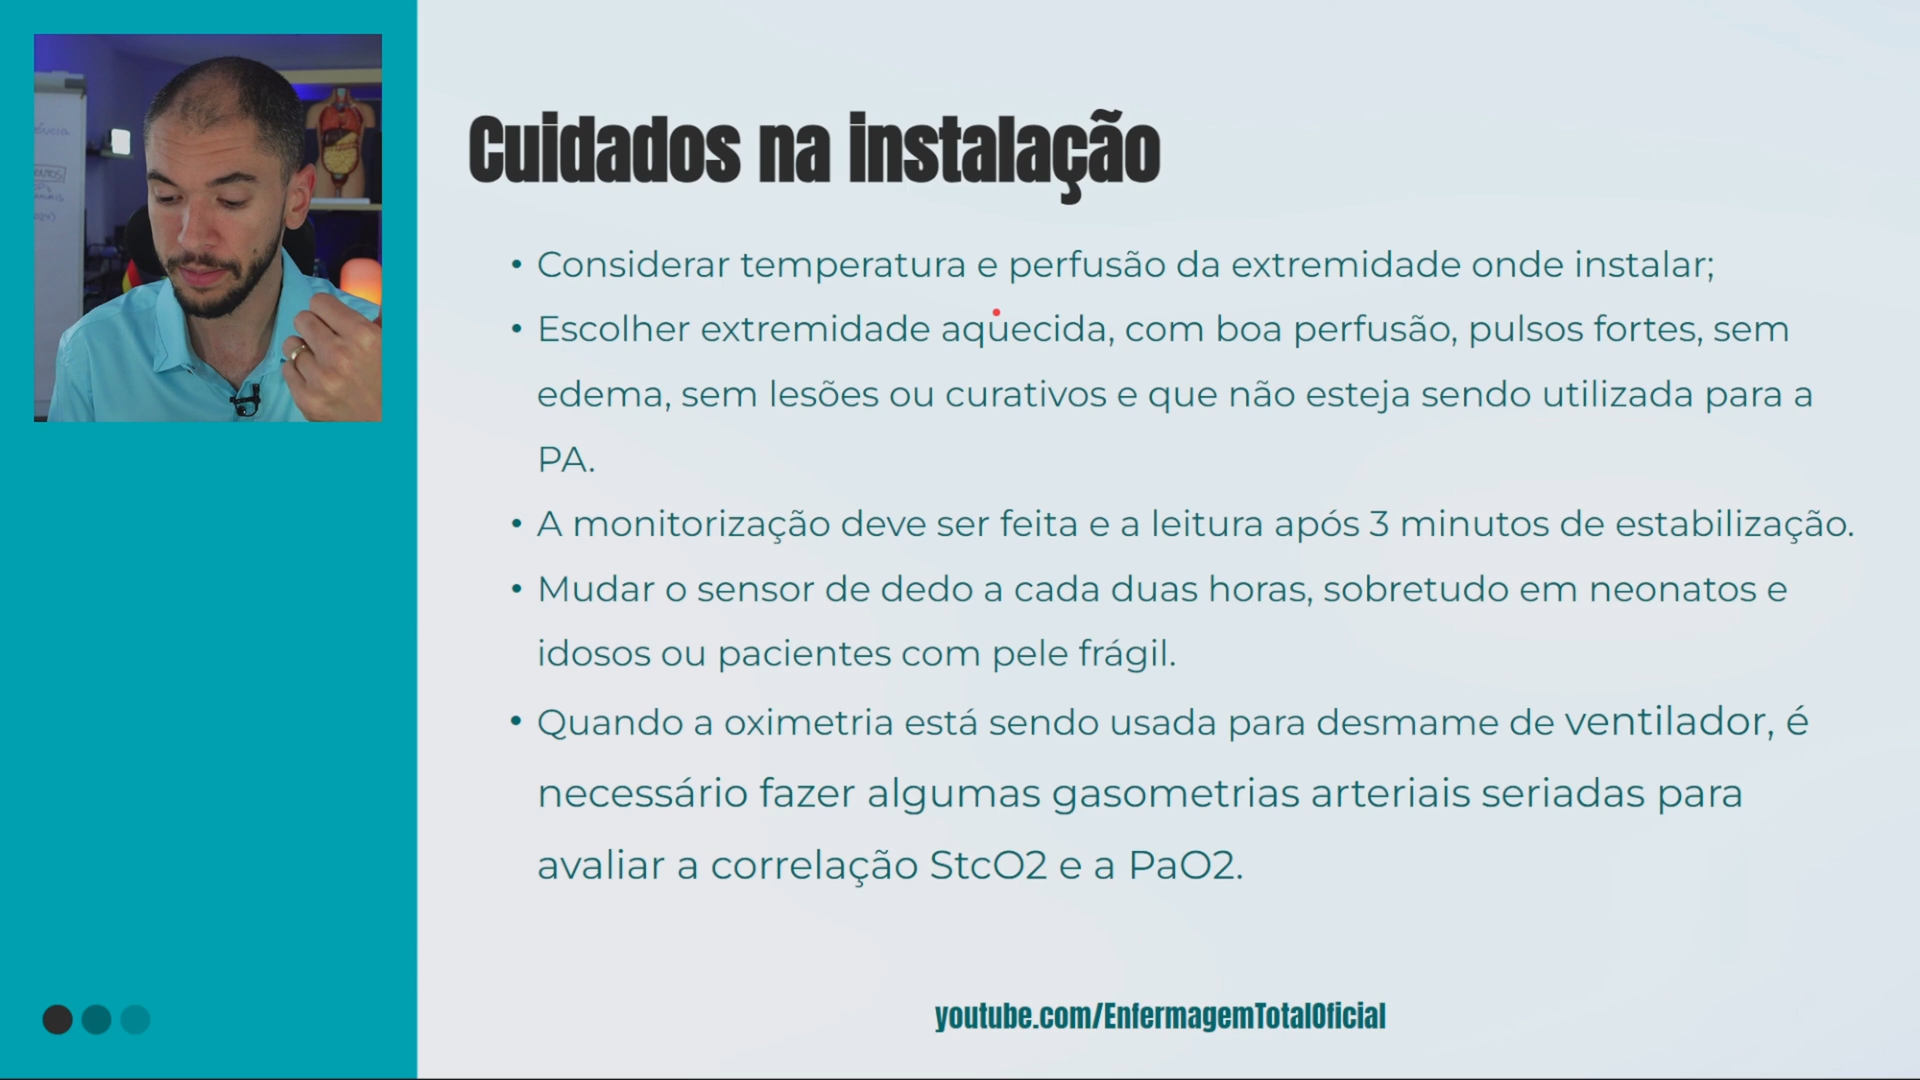 Cuidados na instalação
• Considerar temperatura e perfusão da extremidade onde instalar;
• Escolher extremidade aquecida, com boa perfusão, pulsos fortes, sem
edema, sem lesões ou curativos e que não esteja sendo utilizada para a
PA.
• A monitorização deve ser feita e a leitura após 3 minutos de estabilização.
• Mudar o sensor de dedo a cada duas horas, sobretudo em neonatos e
idosos ou pacientes com pele frágil.
• Quando a oximetria está sendo usada para desmame de ventilador, é
necessário fazer algumas gasometrias arteriais seriadas para
avaliar a correlação StcO2 e a PaO2.
youtube.com/EnfermagemTotalOficial